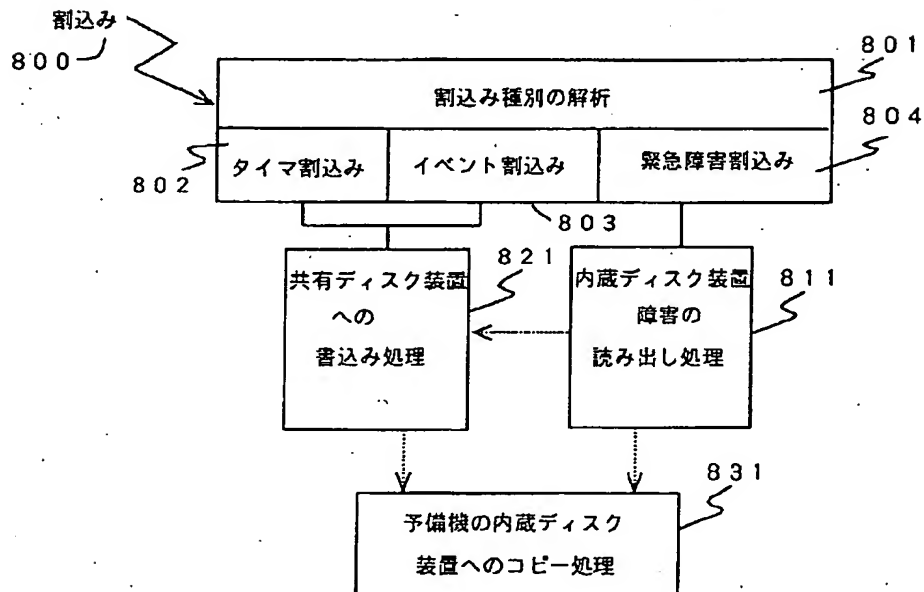 割込み
800
801
割込み種別の解析
804
タイマ割込み
イベント割込み
緊急障害割込み
802
803
821
811
共有ディスク装置
への
書込み処理
内蔵ディスク装置
障害の
読み出し処理
831
予備機の内蔵ディスク
装置へのコピー処理